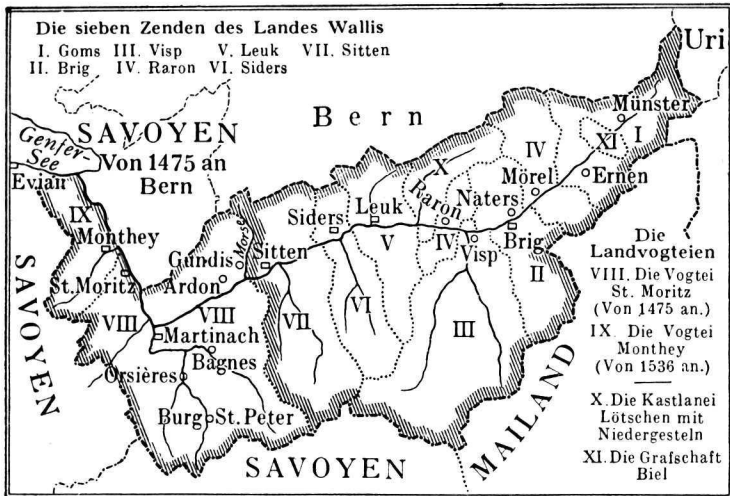 Die sieben Zenden des Landes Wallis
I. Goms III. Visp V. Leuk VII. Sitten
II. Brig IV. Raron VI. Siders
Uri
Bern
SAVOYEN
Von 1475 an
Bern
Genfer-
See
Evian
Münster
I
XI
IV
X
Mörel
Ernen
Naters
Raron
Leuk
Siders
IX
Monthey
Gundis
Morse
Sitten
V
IV
Visp
Brig
II
St. Moritz
Ardon
VIII
VIII
VII
VI
III
Martinach
Bagnes
Orsières
Burg St. Peter
SAVOYEN
SAVOYEN
MAILAND
Die
Landvogteien
VIII. Die Vogtei
St. Moritz
(Von 1475 an.)
IX. Die Vogtei
Monthey
(Von 1536 an.)
X. Die Kastlanei
Lötschen mit
Niedergesteln
XI. Die Grafschaft
Biel